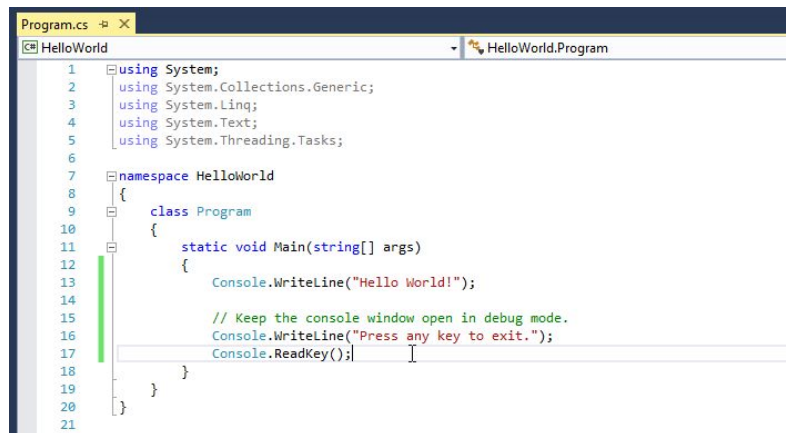 Program.cs
C# HelloWorld HelloWorld.Program
1 using System;
2 using System.Collections.Generic;
3 using System.Linq;
4 using System.Text;
5 using System.Threading.Tasks;
6
7 namespace HelloWorld
8 {
9 class Program
10 {
11 static void Main(string[] args)
12 {
13 Console.WriteLine("Hello World!");
14
15 // Keep the console window open in debug mode.
16 Console.WriteLine("Press any key to exit.");
17 Console.ReadKey();
18 }
19 }
20 }
21